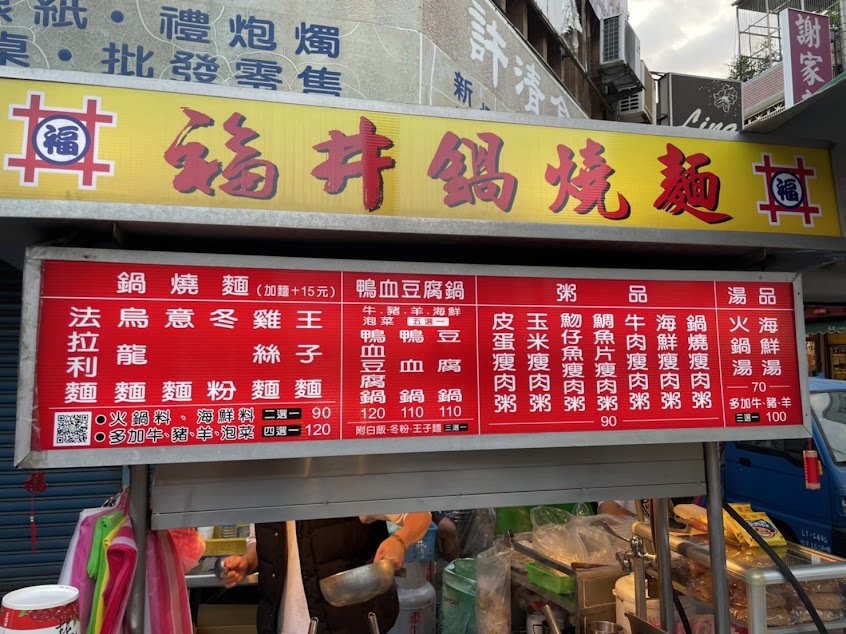 紙・禮炮燭
桌・批發零售
許清
新
謝家
福井鍋燒麵
福
福
鍋燒麵(加麵+15元)
法拉利麵
烏龍麵
意麵
冬粉
雞絲麵
王子麵
●火鍋料、海鮮料 二選一 90
●多加牛、豬、羊、泡菜 四選一 120
鴨血豆腐鍋
牛.豬.羊.海鮮
泡菜 五選一
鴨血豆腐鍋 120
鴨血鍋 110
豆腐鍋 110
附白飯.冬粉.王子麵 三選一
粥品
皮蛋瘦肉粥
玉米瘦肉粥
魩仔魚瘦肉粥
鯛魚片瘦肉粥
牛肉瘦肉粥
海鮮瘦肉粥
鍋燒瘦肉粥
90
湯品
火鍋湯
海鮮湯
70
多加牛.豬.羊
三選一 100